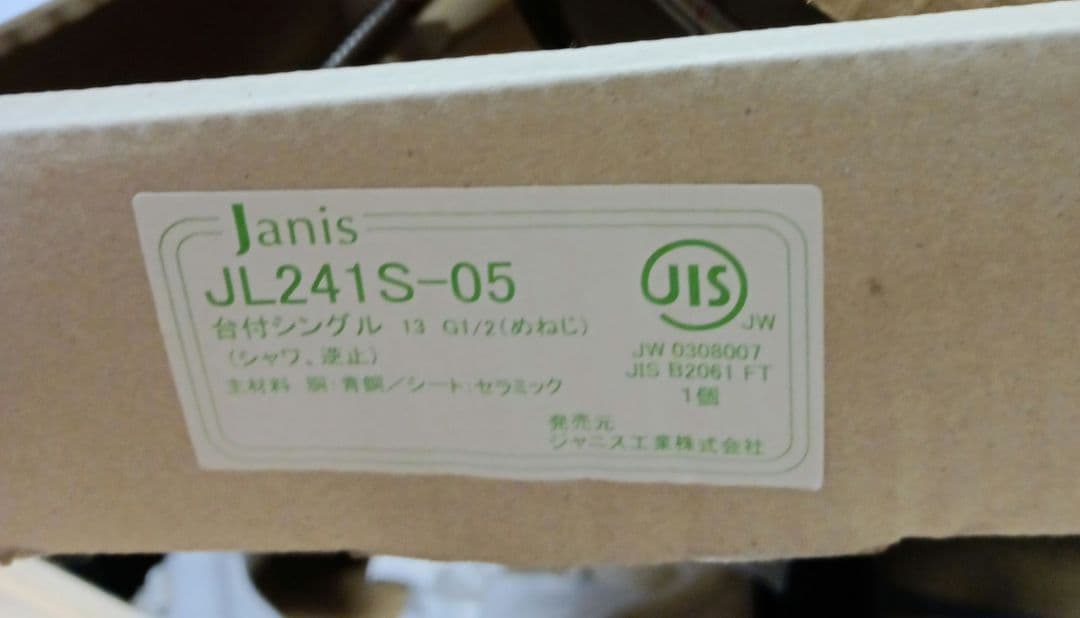 Janis
JL241S-05
台付シングル 13 G1/2(めねじ)
(シャワ、逆止)
主材料 胴:青銅/シート:セラミック
JIS
JW
JW 0308007
JIS B2061 FT
1個
発売元
ジャニス工業株式会社